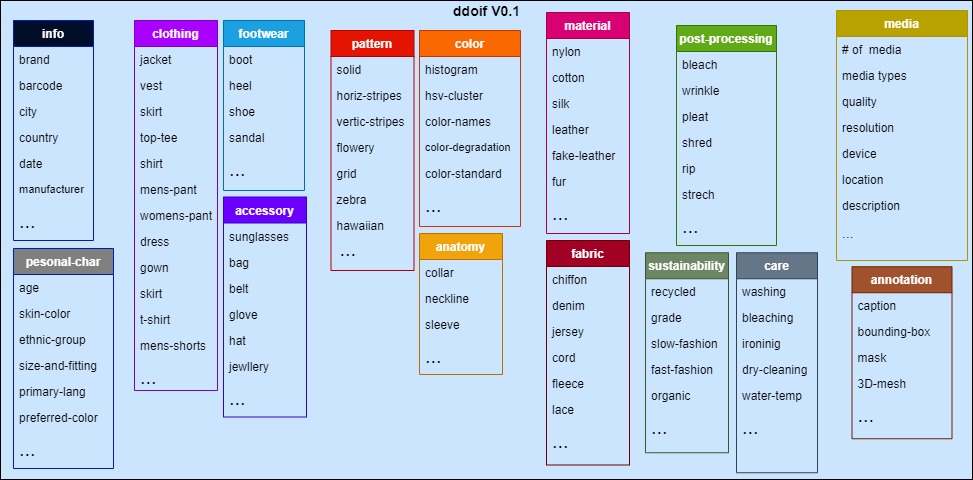 ddoif V0.1
info
brand
barcode
city
country
date
manufacturer
...
pesonal-char
age
skin-color
ethnic-group
size-and-fitting
primary-lang
preferred-color
...
clothing
jacket
vest
skirt
top-tee
shirt
mens-pant
womens-pant
dress
gown
skirt
t-shirt
mens-shorts
...
footwear
boot
heel
shoe
sandal
...
accessory
sunglasses
bag
belt
glove
hat
jewllery
...
pattern
solid
horiz-stripes
vertic-stripes
flowery
grid
zebra
hawaiian
...
color
histogram
hsv-cluster
color-names
color-degradation
color-standard
...
anatomy
collar
neckline
sleeve
...
material
nylon
cotton
silk
leather
fake-leather
fur
...
fabric
chiffon
denim
jersey
cord
fleece
lace
...
post-processing
bleach
wrinkle
pleat
shred
rip
strech
...
sustainability
recycled
grade
slow-fashion
fast-fashion
organic
...
care
washing
bleaching
ironinig
dry-cleaning
water-temp
...
media
# of media
media types
quality
resolution
device
location
description
...
annotation
caption
bounding-box
mask
3D-mesh
...